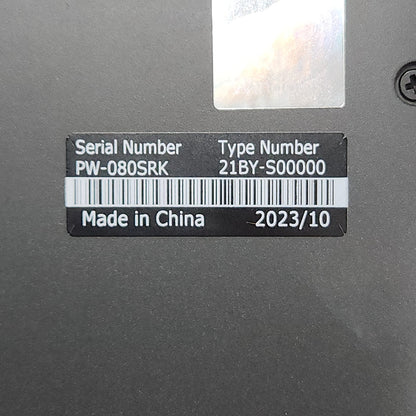 Serial Number Type Number
PW-080SRK 21BY-S00000
Made in China 2023/10